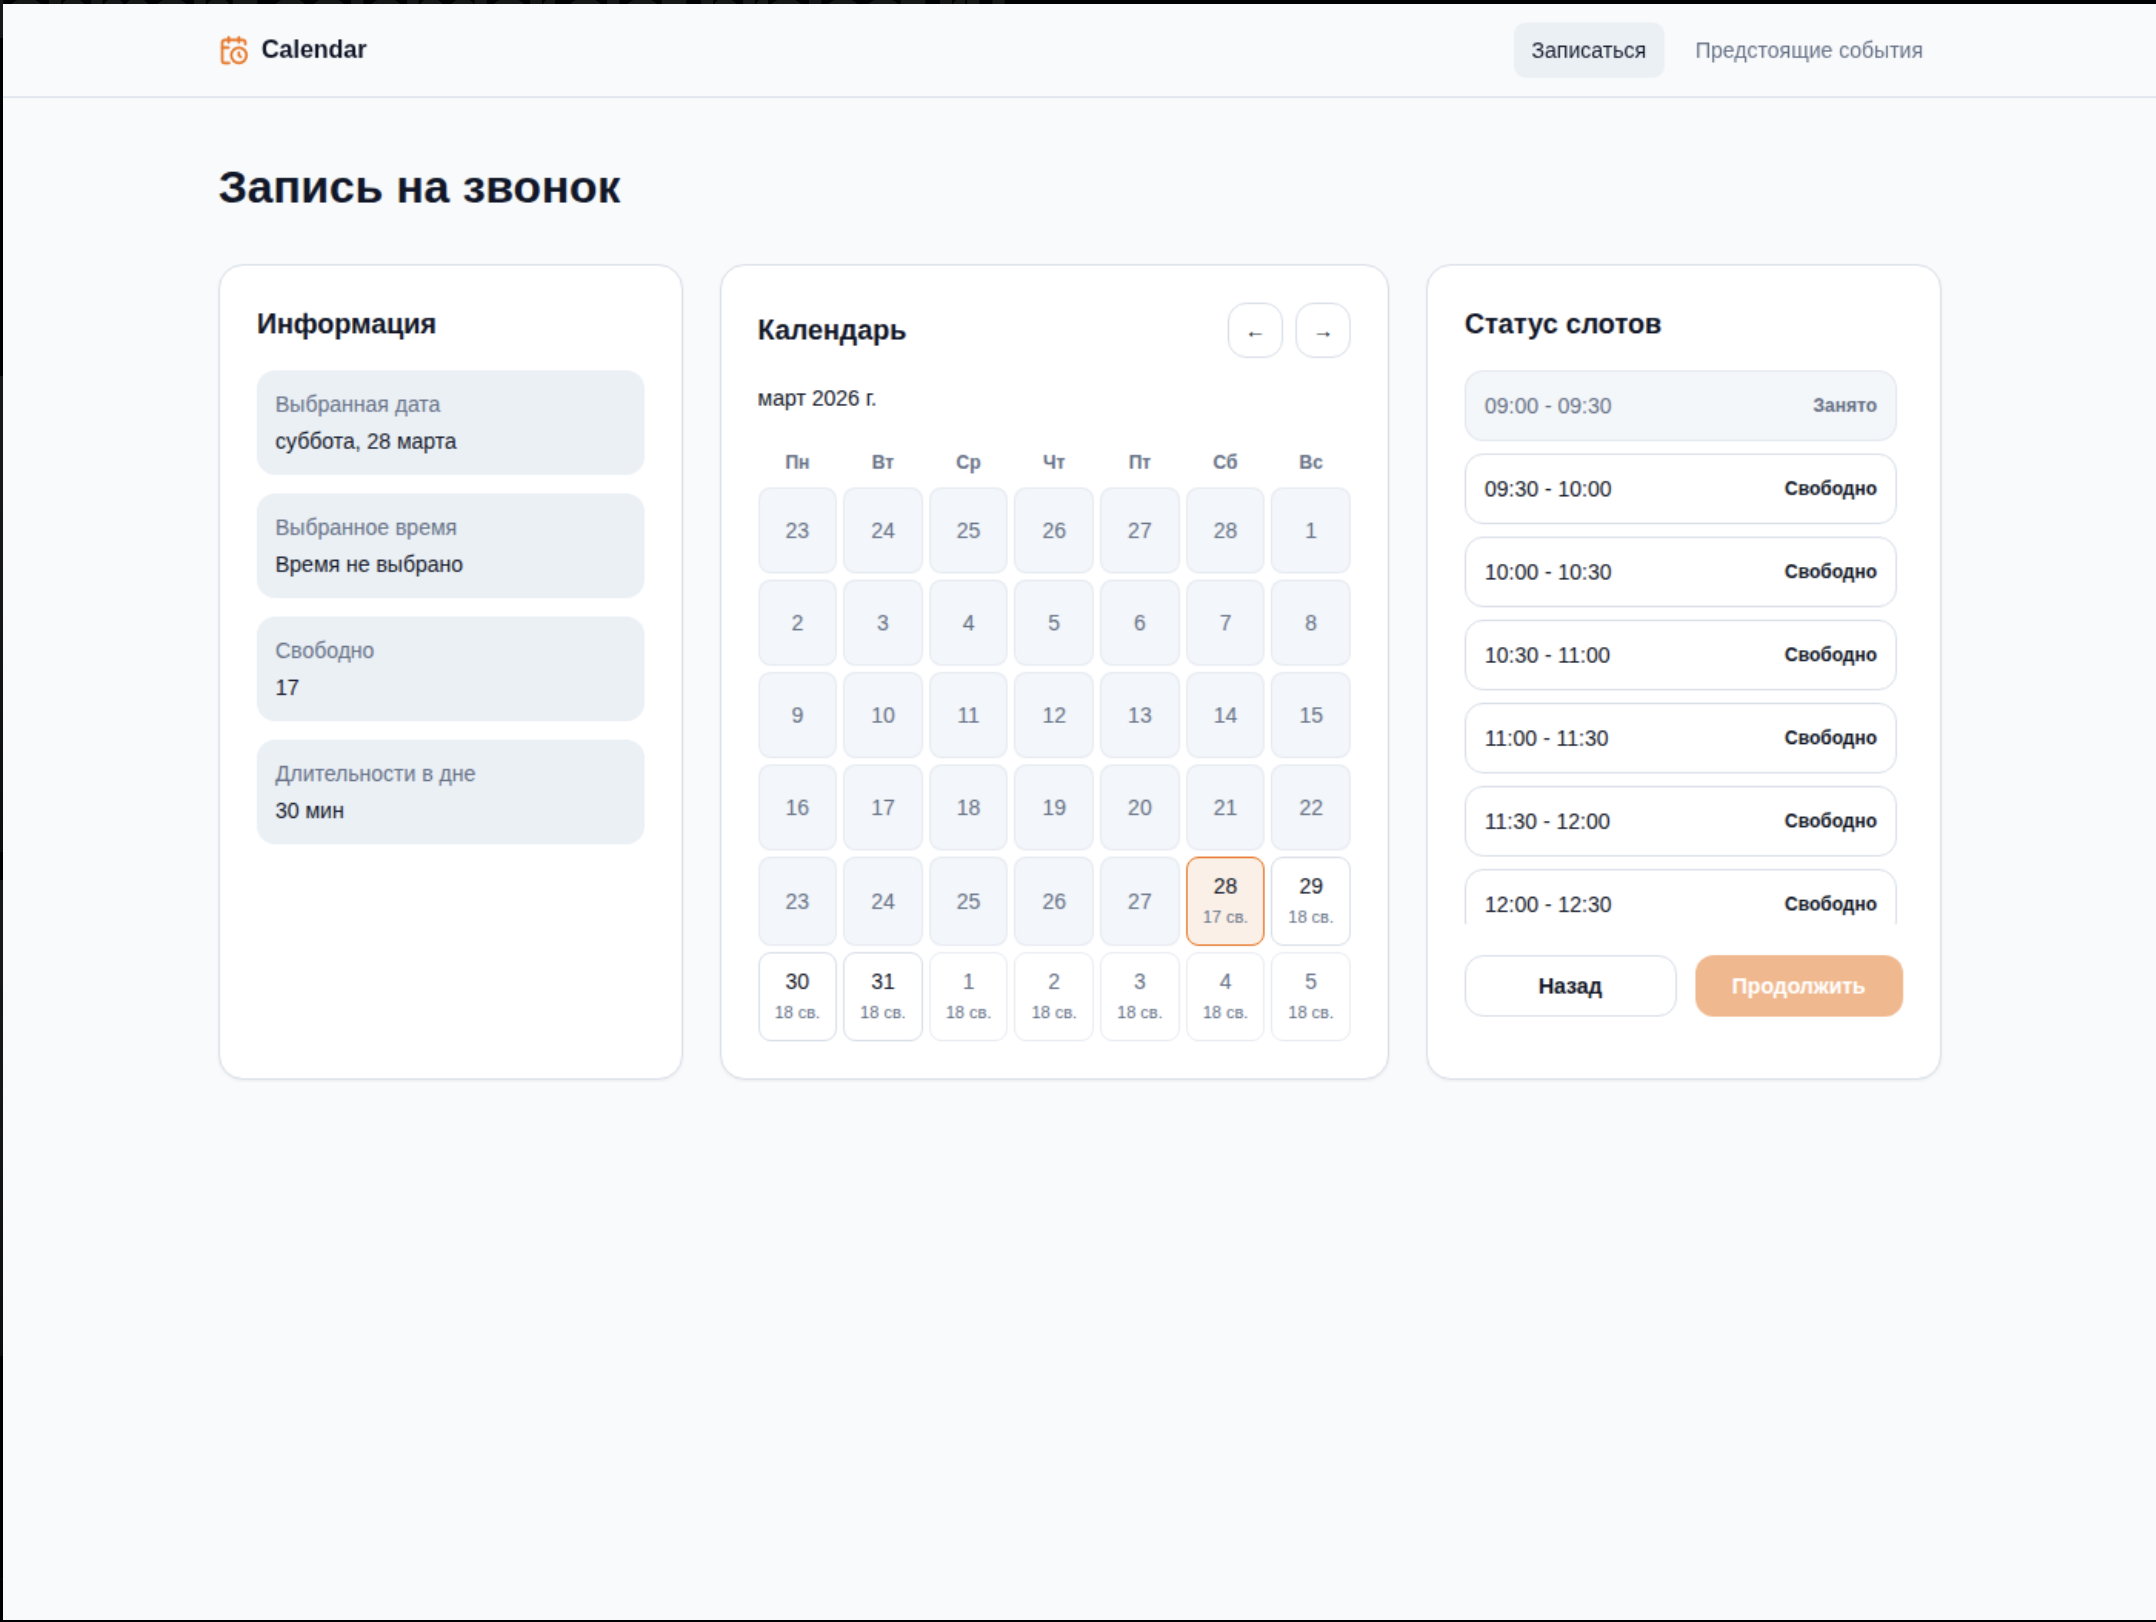 Calendar
Записаться
Предстоящие события
Запись на звонок
Информация
Выбранная дата
суббота, 28 марта
Выбранное время
Время не выбрано
Свободно
17
Длительности в дне
30 мин
Календарь
← →
март 2026 г.
Пн Вт Ср Чт Пт Сб Вс
23 24 25 26 27 28 1
2 3 4 5 6 7 8
9 10 11 12 13 14 15
16 17 18 19 20 21 22
23 24 25 26 27 28 29
17 св. 18 св.
30 31 1 2 3 4 5
18 св. 18 св. 18 св. 18 св. 18 св. 18 св. 18 св.
Статус слотов
09:00 - 09:30 Занято
09:30 - 10:00 Свободно
10:00 - 10:30 Свободно
10:30 - 11:00 Свободно
11:00 - 11:30 Свободно
11:30 - 12:00 Свободно
12:00 - 12:30 Свободно
Назад
Продолжить